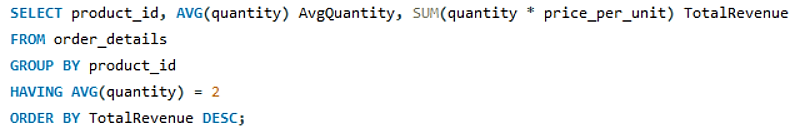 SELECT product_id, AVG(quantity) AvgQuantity, SUM(quantity * price_per_unit) TotalRevenue
FROM order_details
GROUP BY product_id
HAVING AVG(quantity) = 2
ORDER BY TotalRevenue DESC;